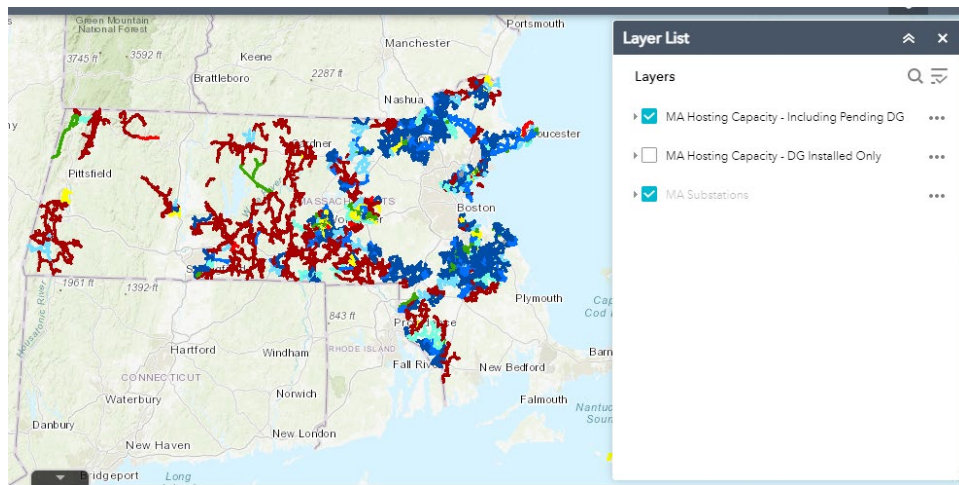 Green Mountain
National Forest
Portsmouth
3745 ft
3592 ft
Keene
Manchester
2287 ft
Brattleboro
Nashua
Pittsfield
Boston
1961 ft
1392 ft
Housatonic River
Plymouth
843 ft
Hartford
Windham
RHODE ISLAND
Fall River
New Bedford
CONNECTICUT
Waterbury
Norwich
Falmouth
Danbury
New London
New Haven
Long
Layer List
Layers
MA Hosting Capacity - Including Pending DG
MA Hosting Capacity - DG Installed Only
MA Substations